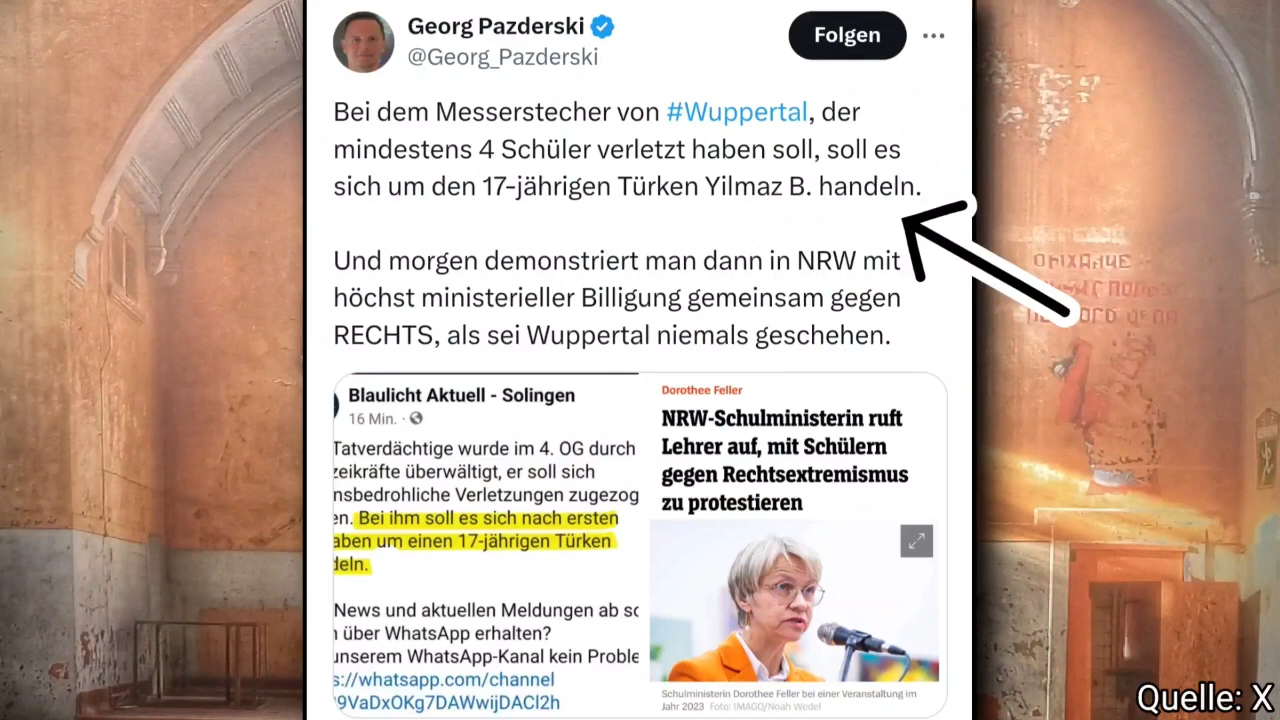 Georg Pazderski
@Georg_Pazderski
Folgen
Bei dem Messerstecher von #Wuppertal, der
mindestens 4 Schüler verletzt haben soll, soll es
sich um den 17-jährigen Türken Yilmaz B. handeln.
Und morgen demonstriert man dann in NRW mit
höchst ministerieller Billigung gemeinsam gegen
RECHTS, als sei Wuppertal niemals geschehen.
Blaulicht Aktuell - Solingen
16 Min. ·
Tatverdächtige wurde im 4. OG durch
zeikräfte überwältigt, er soll sich
nsbedrohliche Verletzungen zugezog
en. Bei ihm soll es sich nach ersten
aben um einen 17-jährigen Türken
deln.
News und aktuellen Meldungen ab so
über WhatsApp erhalten?
unserem WhatsApp-Kanal kein Proble
s://whatsapp.com/channel
9VaDxOKg7DAWwijDACl2h
Dorothee Feller
NRW-Schulministerin ruft
Lehrer auf, mit Schülern
gegen Rechtsextremismus
zu protestieren
Schulministerin Dorothee Feller bei einer Veranstaltung im
Jahr 2023 Foto: IMAGO/Noah Wedel
Quelle: X